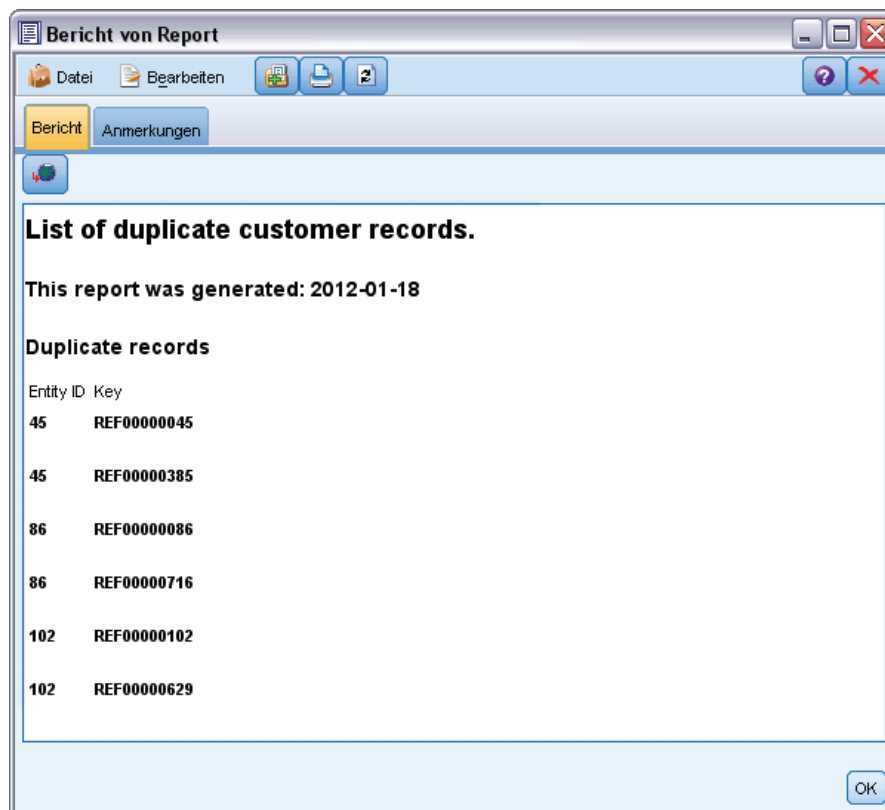 Bericht von Report
Datei Bearbeiten
Bericht Anmerkungen
List of duplicate customer records.
This report was generated: 2012-01-18
Duplicate records
Entity ID Key
45 REF00000045
45 REF00000385
86 REF00000086
86 REF00000716
102 REF00000102
102 REF00000629
OK